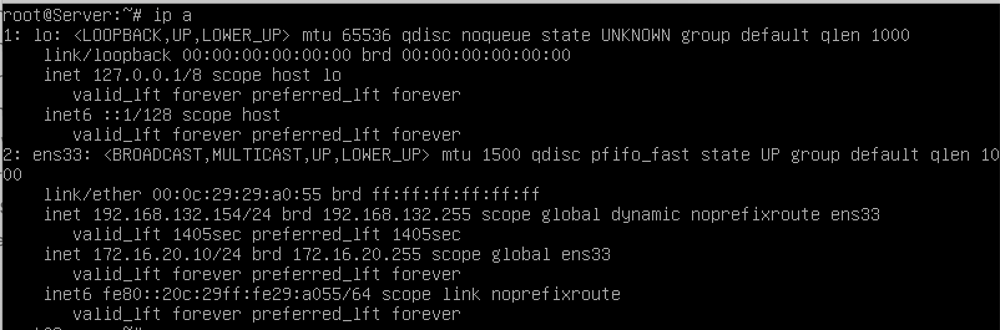 root@Server:~# ip a
1: lo: <LOOPBACK,UP,LOWER_UP> mtu 65536 qdisc noqueue state UNKNOWN group default qlen 1000
    link/loopback 00:00:00:00:00:00 brd 00:00:00:00:00:00
    inet 127.0.0.1/8 scope host lo
       valid_lft forever preferred_lft forever
    inet6 ::1/128 scope host
       valid_lft forever preferred_lft forever
2: ens33: <BROADCAST,MULTICAST,UP,LOWER_UP> mtu 1500 qdisc pfifo_fast state UP group default qlen 10
00
    link/ether 00:0c:29:29:a0:55 brd ff:ff:ff:ff:ff:ff
    inet 192.168.132.154/24 brd 192.168.132.255 scope global dynamic noprefixroute ens33
       valid_lft 1405sec preferred_lft 1405sec
    inet 172.16.20.10/24 brd 172.16.20.255 scope global ens33
       valid_lft forever preferred_lft forever
    inet6 fe80::20c:29ff:fe29:a055/64 scope link noprefixroute
       valid_lft forever preferred_lft forever